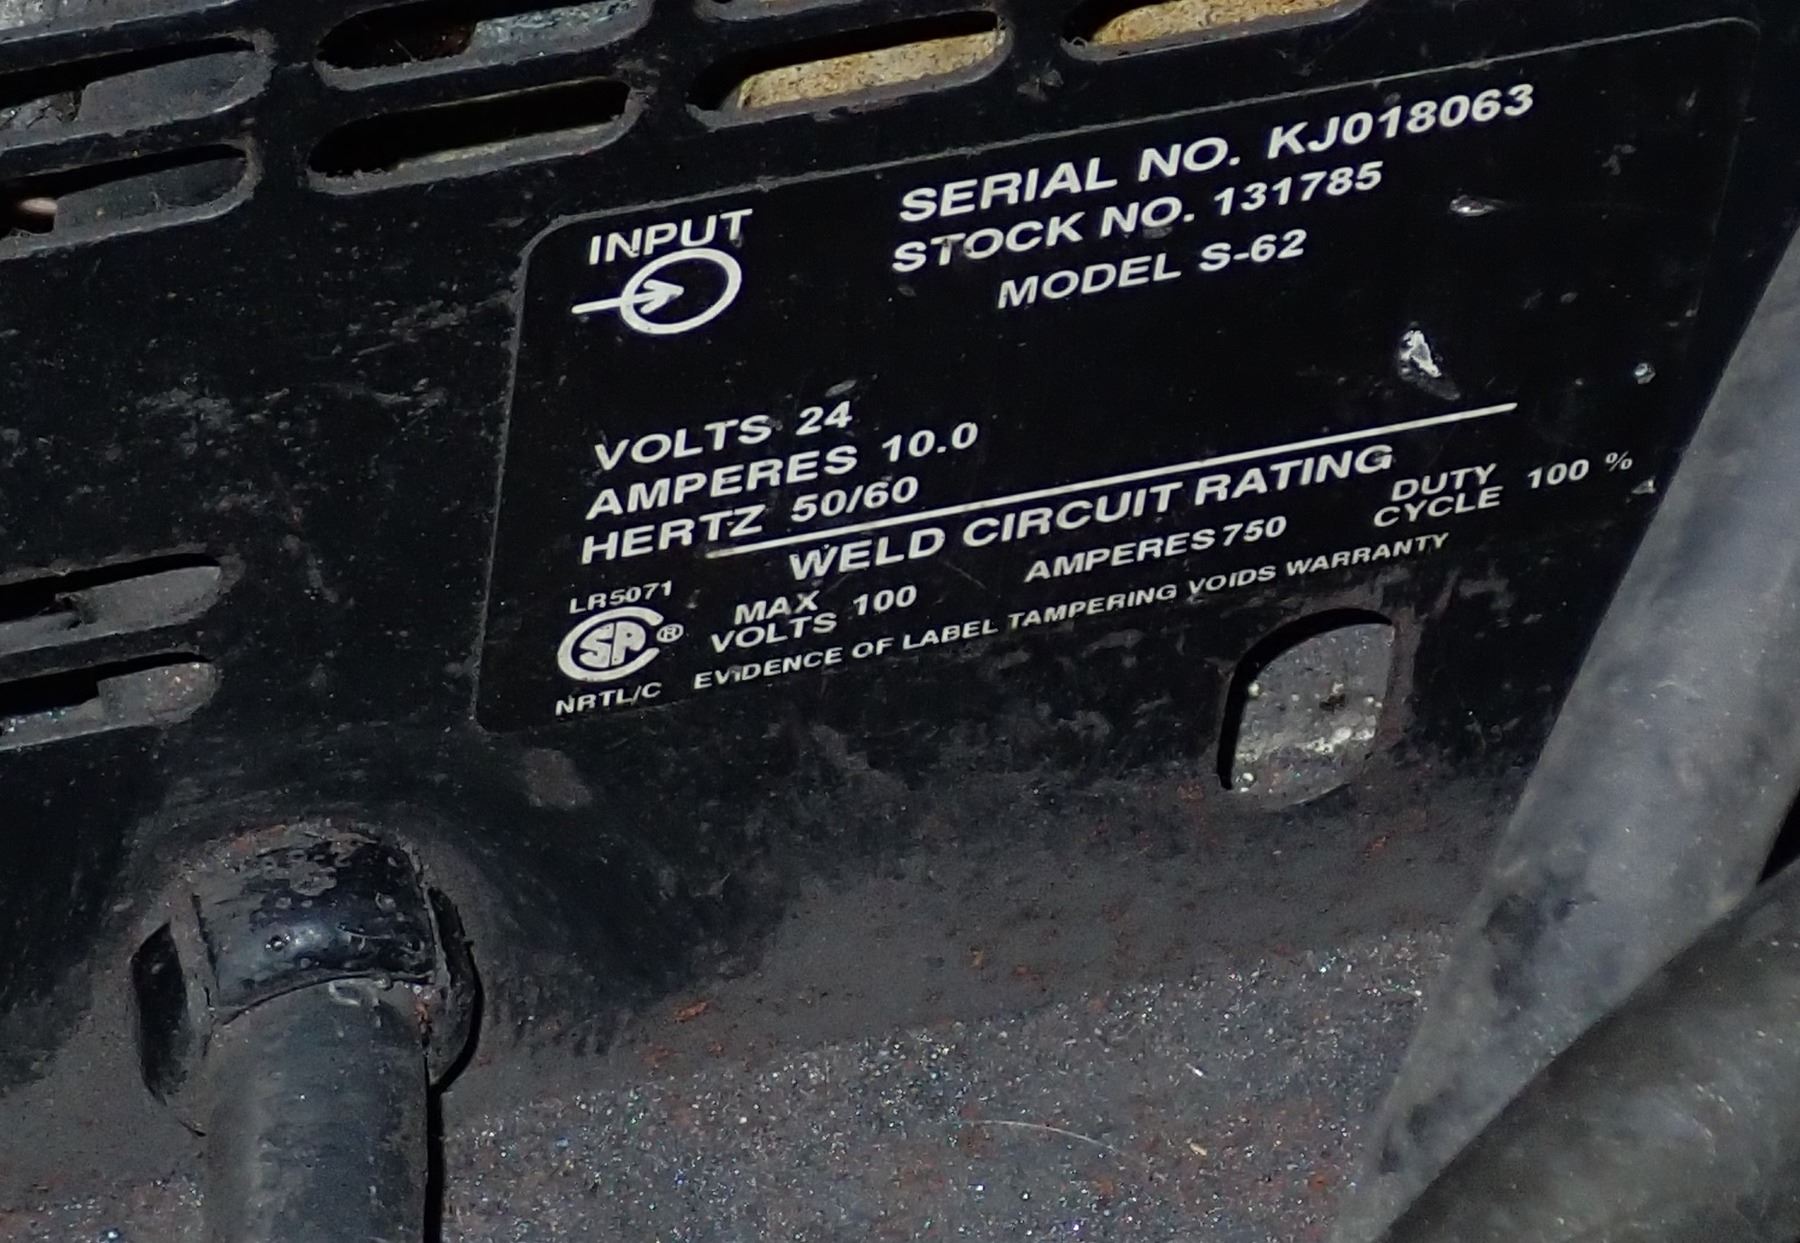 SERIAL NO. KJ018063
STOCK NO. 131785
MODEL S-62
INPUT
VOLTS 24
AMPERES 10.0
HERTZ 50/60
WELD CIRCUIT RATING
MAX VOLTS 100
AMPERES 750
DUTY CYCLE 100 %
LR5071
SP ®
NRTL/C
EVIDENCE OF LABEL TAMPERING VOIDS WARRANTY